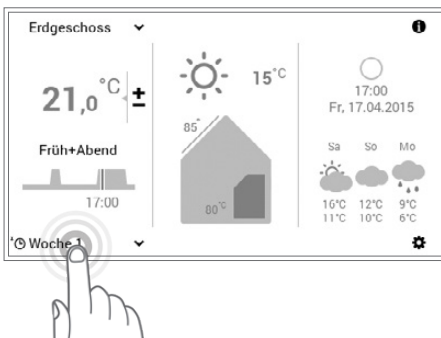 Erdgeschoss
21,0 °C ±
Früh+Abend
17:00
Woche 1
15°C
85°
00°C
17:00
Fr, 17.04.2015
Sa So Mo
16°C 12°C 9°C
11°C 10°C 6°C